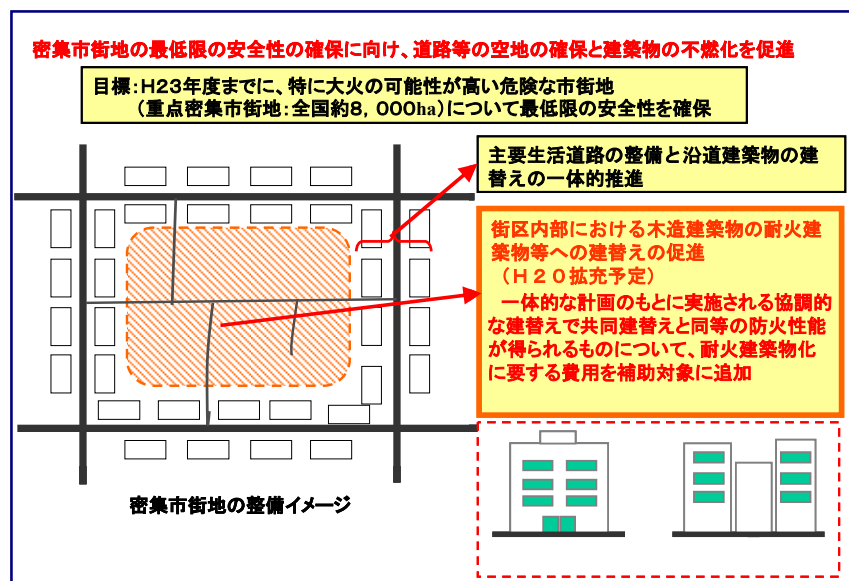 密集市街地の最低限の安全性の確保に向け、道路等の空地の確保と建築物の不燃化を促進
目標：Ｈ23年度までに、特に大火の可能性が高い危険な市街地
（重点密集市街地：全国約８，０００ha）について最低限の安全性を確保
主要生活道路の整備と沿道建築物の建
替えの一体的推進
街区内部における木造建築物の耐火建
築物等への建替えの促進
（Ｈ２０拡充予定）
一体的な計画のもとに実施される協調的
な建替えで共同建替えと同等の防火性能
が得られるものについて、耐火建築物化
に要する費用を補助対象に追加
密集市街地の整備イメージ